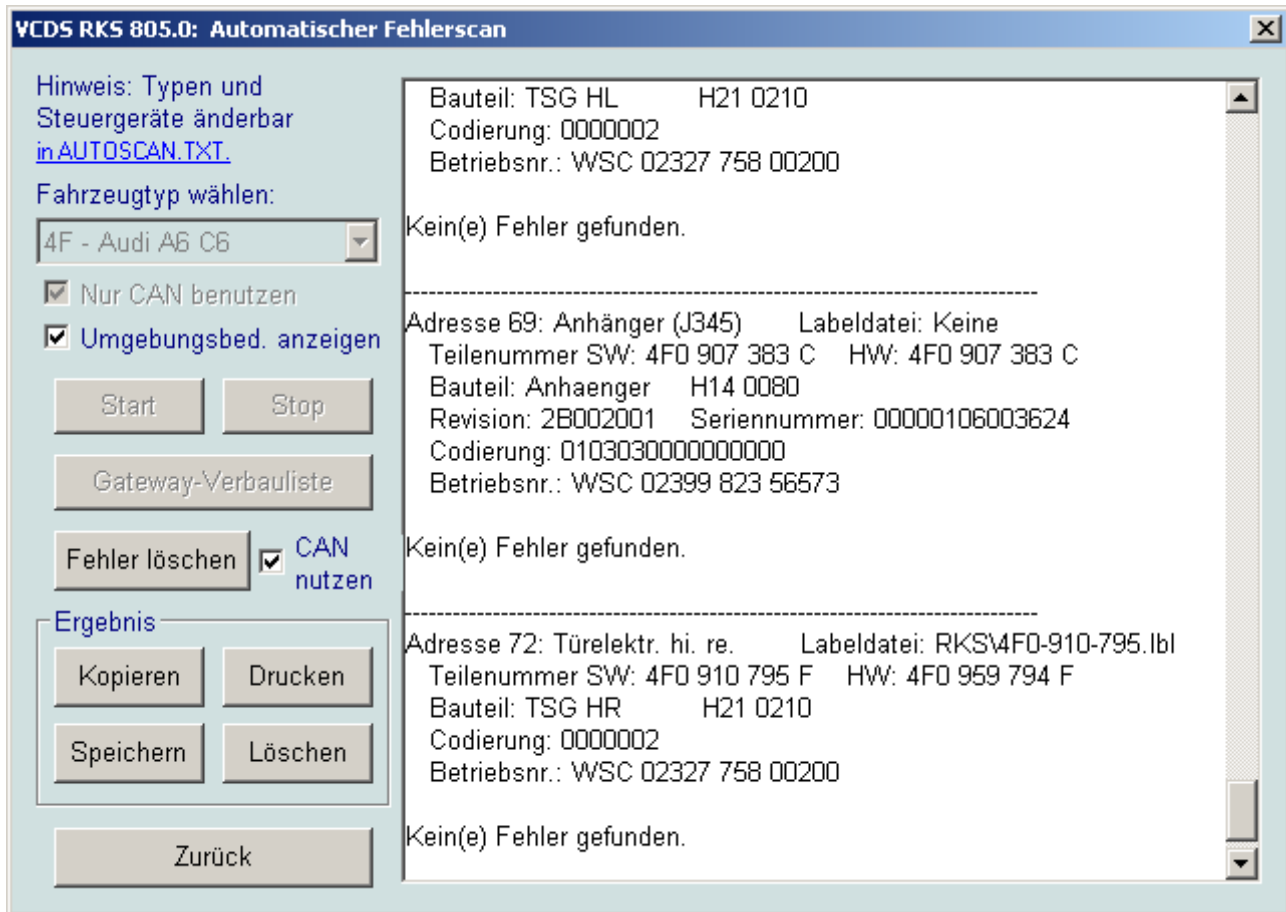 VCDS RKS 805.0: Automatischer Fehlerscan
Hinweis: Typen und
Steuergeräte änderbar
in AUTOSCAN.TXT.
Fahrzeugtyp wählen:
4F - Audi A6 C6
Nur CAN benutzen
Umgebungsbed. anzeigen
Start Stop
Gateway-Verbauliste
Fehler löschen CAN
nutzen
Ergebnis
Kopieren Drucken
Speichern Löschen
Zurück
Bauteil: TSG HL H21 0210
Codierung: 0000002
Betriebsnr.: WSC 02327 758 00200
Kein(e) Fehler gefunden.
-------------------------------------------------------------------------------
Adresse 69: Anhänger (J345) Labeldatei: Keine
Teilenummer SW: 4F0 907 383 C HW: 4F0 907 383 C
Bauteil: Anhaenger H14 0080
Revision: 2B002001 Seriennummer: 00000106003624
Codierung: 0103030000000000
Betriebsnr.: WSC 02399 823 56573
Kein(e) Fehler gefunden.
-------------------------------------------------------------------------------
Adresse 72: Türelektr. hi. re. Labeldatei: RKS\4F0-910-795.lbl
Teilenummer SW: 4F0 910 795 F HW: 4F0 959 794 F
Bauteil: TSG HR H21 0210
Codierung: 0000002
Betriebsnr.: WSC 02327 758 00200
Kein(e) Fehler gefunden.